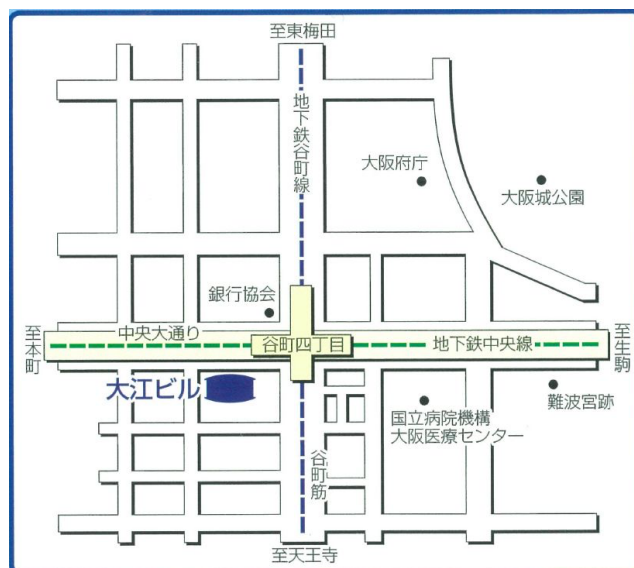 至東梅田
地下鉄谷町線
大阪府庁
大阪城公園
銀行協会
中央大通り
至本町
谷町四丁目
地下鉄中央線
至生駒
大江ビル
国立病院機構
大阪医療センター
難波宮跡
谷町筋
至天王寺